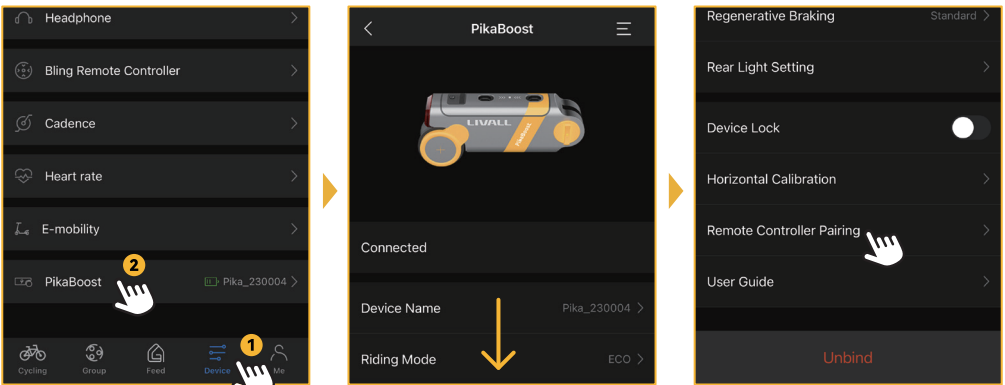 Headphone
Bling Remote Controller
Cadence
Heart rate
E-mobility
2
PikaBoost Pika_230004
1
Cycling Group Feed Device Me
PikaBoost
LIVALL
PikaBoost
Connected
Device Name Pika_230004
Riding Mode ECO
Regenerative Braking Standard
Rear Light Setting
Device Lock
Horizontal Calibration
Remote Controller Pairing
User Guide
Unbind